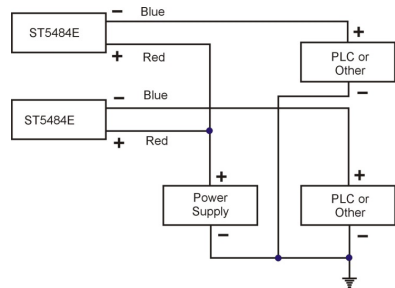 − Blue
ST5484E
+ Red
+
PLC or
Other
−
− Blue
ST5484E
+ Red
+
Power
Supply
−
+
PLC or
Other
−